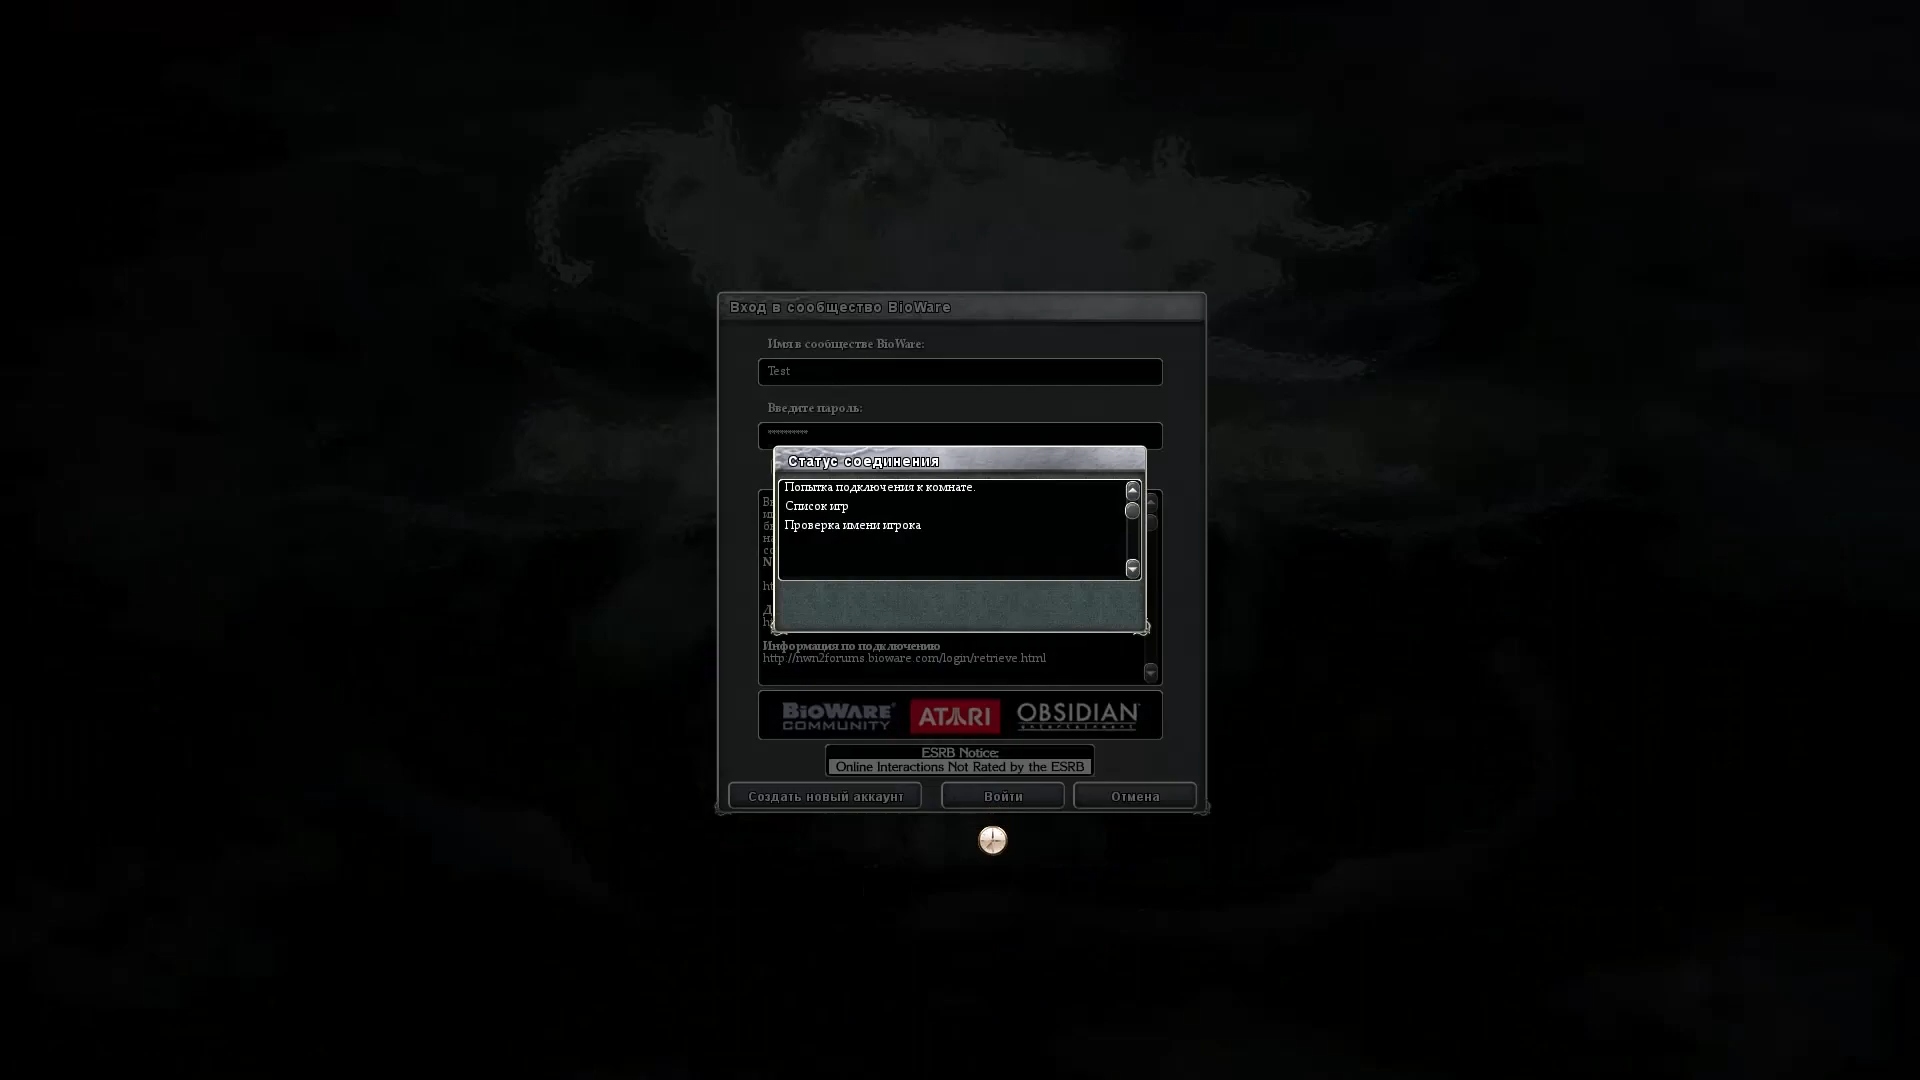 Вход в сообщество BioWare
Имя в сообществе BioWare:
Test
Введите пароль:
**********
Статус соединения
Попытка подключения к комнате.
Список игр
Проверка имени игрока
Информация по подключению
http://nwn2forums.bioware.com/login/retrieve.html
BIOWARE COMMUNITY
ATARI
OBSIDIAN entertainment
ESRB Notice:
Online Interactions Not Rated by the ESRB
Создать новый аккаунт
Войти
Отмена